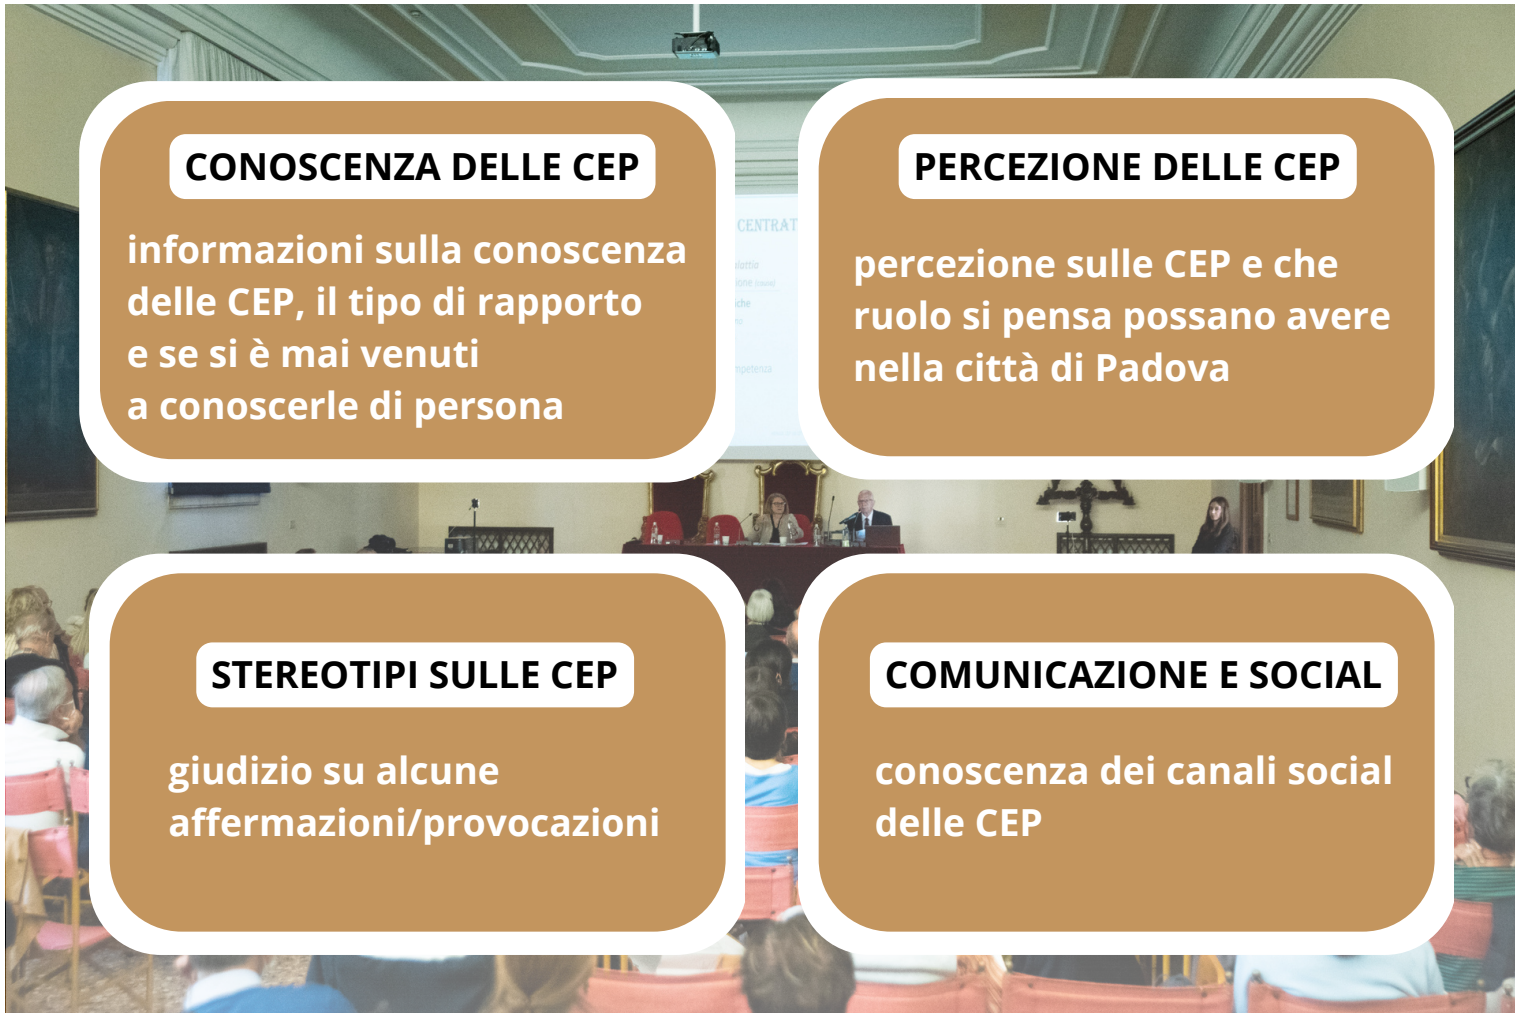 CONOSCENZA DELLE CEP
informazioni sulla conoscenza
delle CEP, il tipo di rapporto
e se si è mai venuti
a conoscerle di persona
PERCEZIONE DELLE CEP
percezione sulle CEP e che
ruolo si pensa possano avere
nella città di Padova
CENTRAT
STEREOTIPI SULLE CEP
giudizio su alcune
affermazioni/provocazioni
COMUNICAZIONE E SOCIAL
conoscenza dei canali social
delle CEP